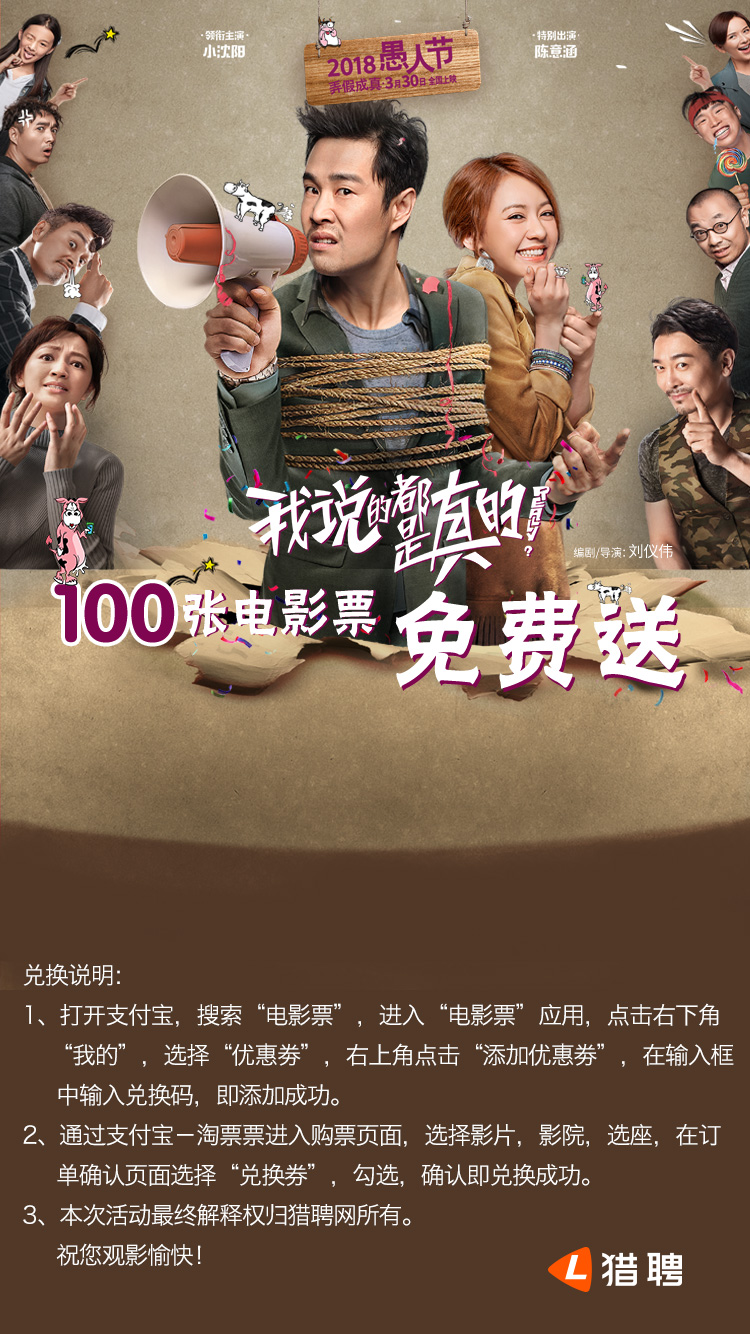 ·领衔主演·
小沈阳
2018愚人节
弄假成真·3月30日全国上映
·特别出演·
陈意涵
我说的都是真的
REALLY?
编剧/导演: 刘仪伟
100张电影票 免费送
兑换说明:
1、打开支付宝，搜索“电影票”，进入“电影票”应用，点击右下角
“我的”，选择“优惠券”，右上角点击“添加优惠券”，在输入框
中输入兑换码，即添加成功。
2、通过支付宝－淘票票进入购票页面，选择影片，影院，选座，在订
单确认页面选择“兑换券”，勾选，确认即兑换成功。
3、本次活动最终解释权归猎聘网所有。
祝您观影愉快!
L 猎聘